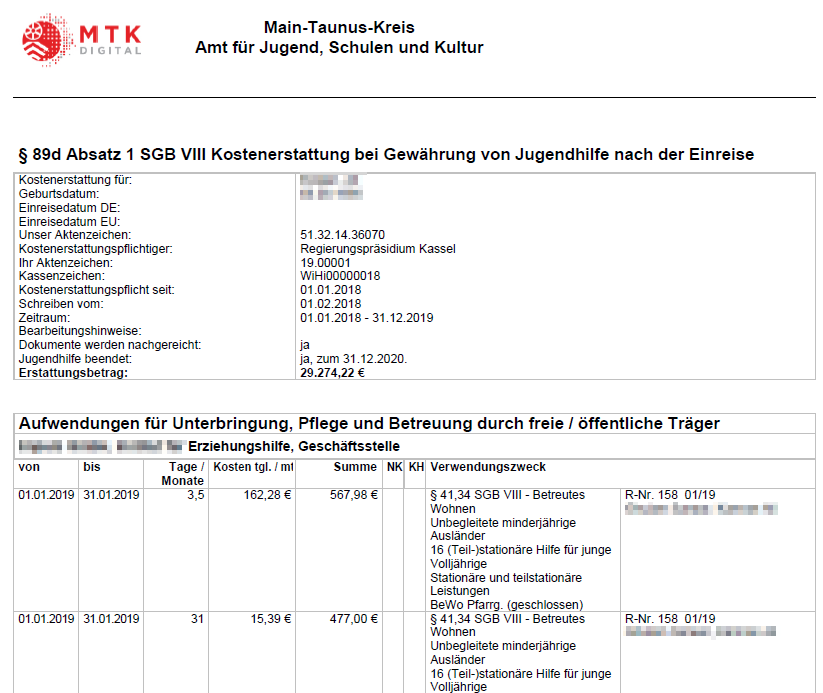 MTK
DIGITAL
Main-Taunus-Kreis
Amt für Jugend, Schulen und Kultur
§ 89d Absatz 1 SGB VIII Kostenerstattung bei Gewährung von Jugendhilfe nach der Einreise
Kostenerstattung für:
Geburtsdatum:
Einreisedatum DE:
Einreisedatum EU:
Unser Aktenzeichen: 51.32.14.36070
Kostenerstattungspflichtiger: Regierungspräsidium Kassel
Ihr Aktenzeichen: 19.00001
Kassenzeichen: WiHi00000018
Kostenerstattungspflicht seit: 01.01.2018
Schreiben vom: 01.02.2018
Zeitraum: 01.01.2018 - 31.12.2019
Bearbeitungshinweise:
Dokumente werden nachgereicht: ja
Jugendhilfe beendet: ja, zum 31.12.2020.
Erstattungsbetrag: 29.274,22 €
Aufwendungen für Unterbringung, Pflege und Betreuung durch freie / öffentliche Träger
Erziehungshilfe, Geschäftsstelle
von bis Tage / Kosten tgl. / mt Summe NK KH Verwendungszweck
Monate
01.01.2019 31.01.2019 3,5 162,28 € 567,98 € § 41,34 SGB VIII - Betreutes R-Nr. 158 01/19
Wohnen
Unbegleitete minderjährige
Ausländer
16 (Teil-)stationäre Hilfe für junge
Volljährige
Stationäre und teilstationäre
Leistungen
BeWo Pfarrg. (geschlossen)
01.01.2019 31.01.2019 31 15,39 € 477,00 € § 41,34 SGB VIII - Betreutes R-Nr. 158 01/19
Wohnen
Unbegleitete minderjährige
Ausländer
16 (Teil-)stationäre Hilfe für junge
Volljährige